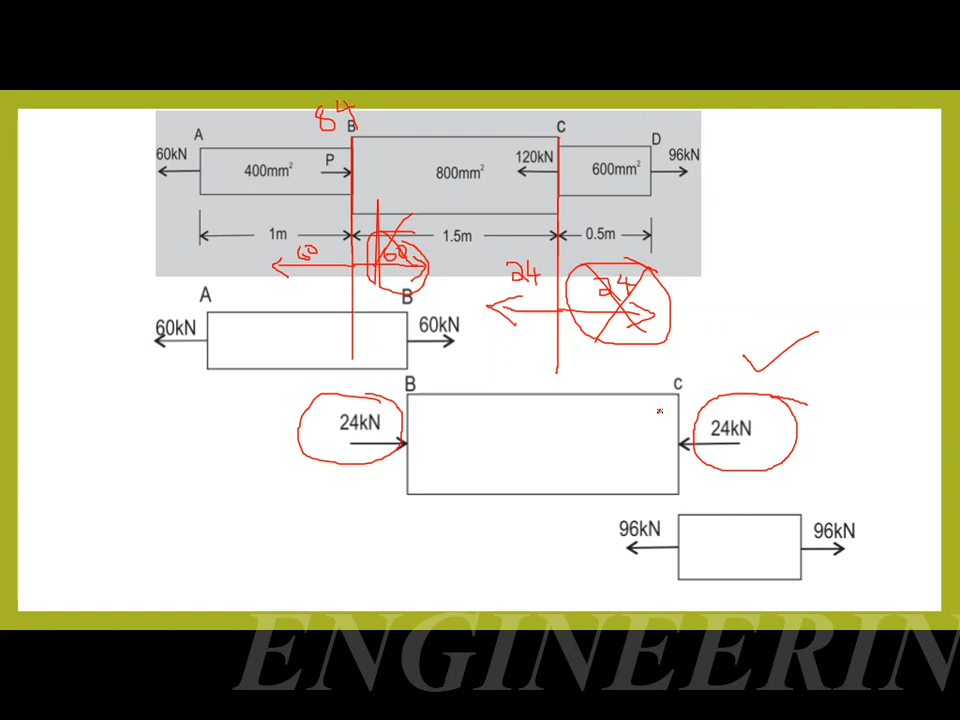 84
A
B
C
D
60kN
400mm²
P
800mm²
120kN
600mm²
96kN
1m
1.5m
0.5m
60
60
24
24
A
B
60kN
60kN
B
c
24kN
24kN
96kN
96kN
ENGINEERIN